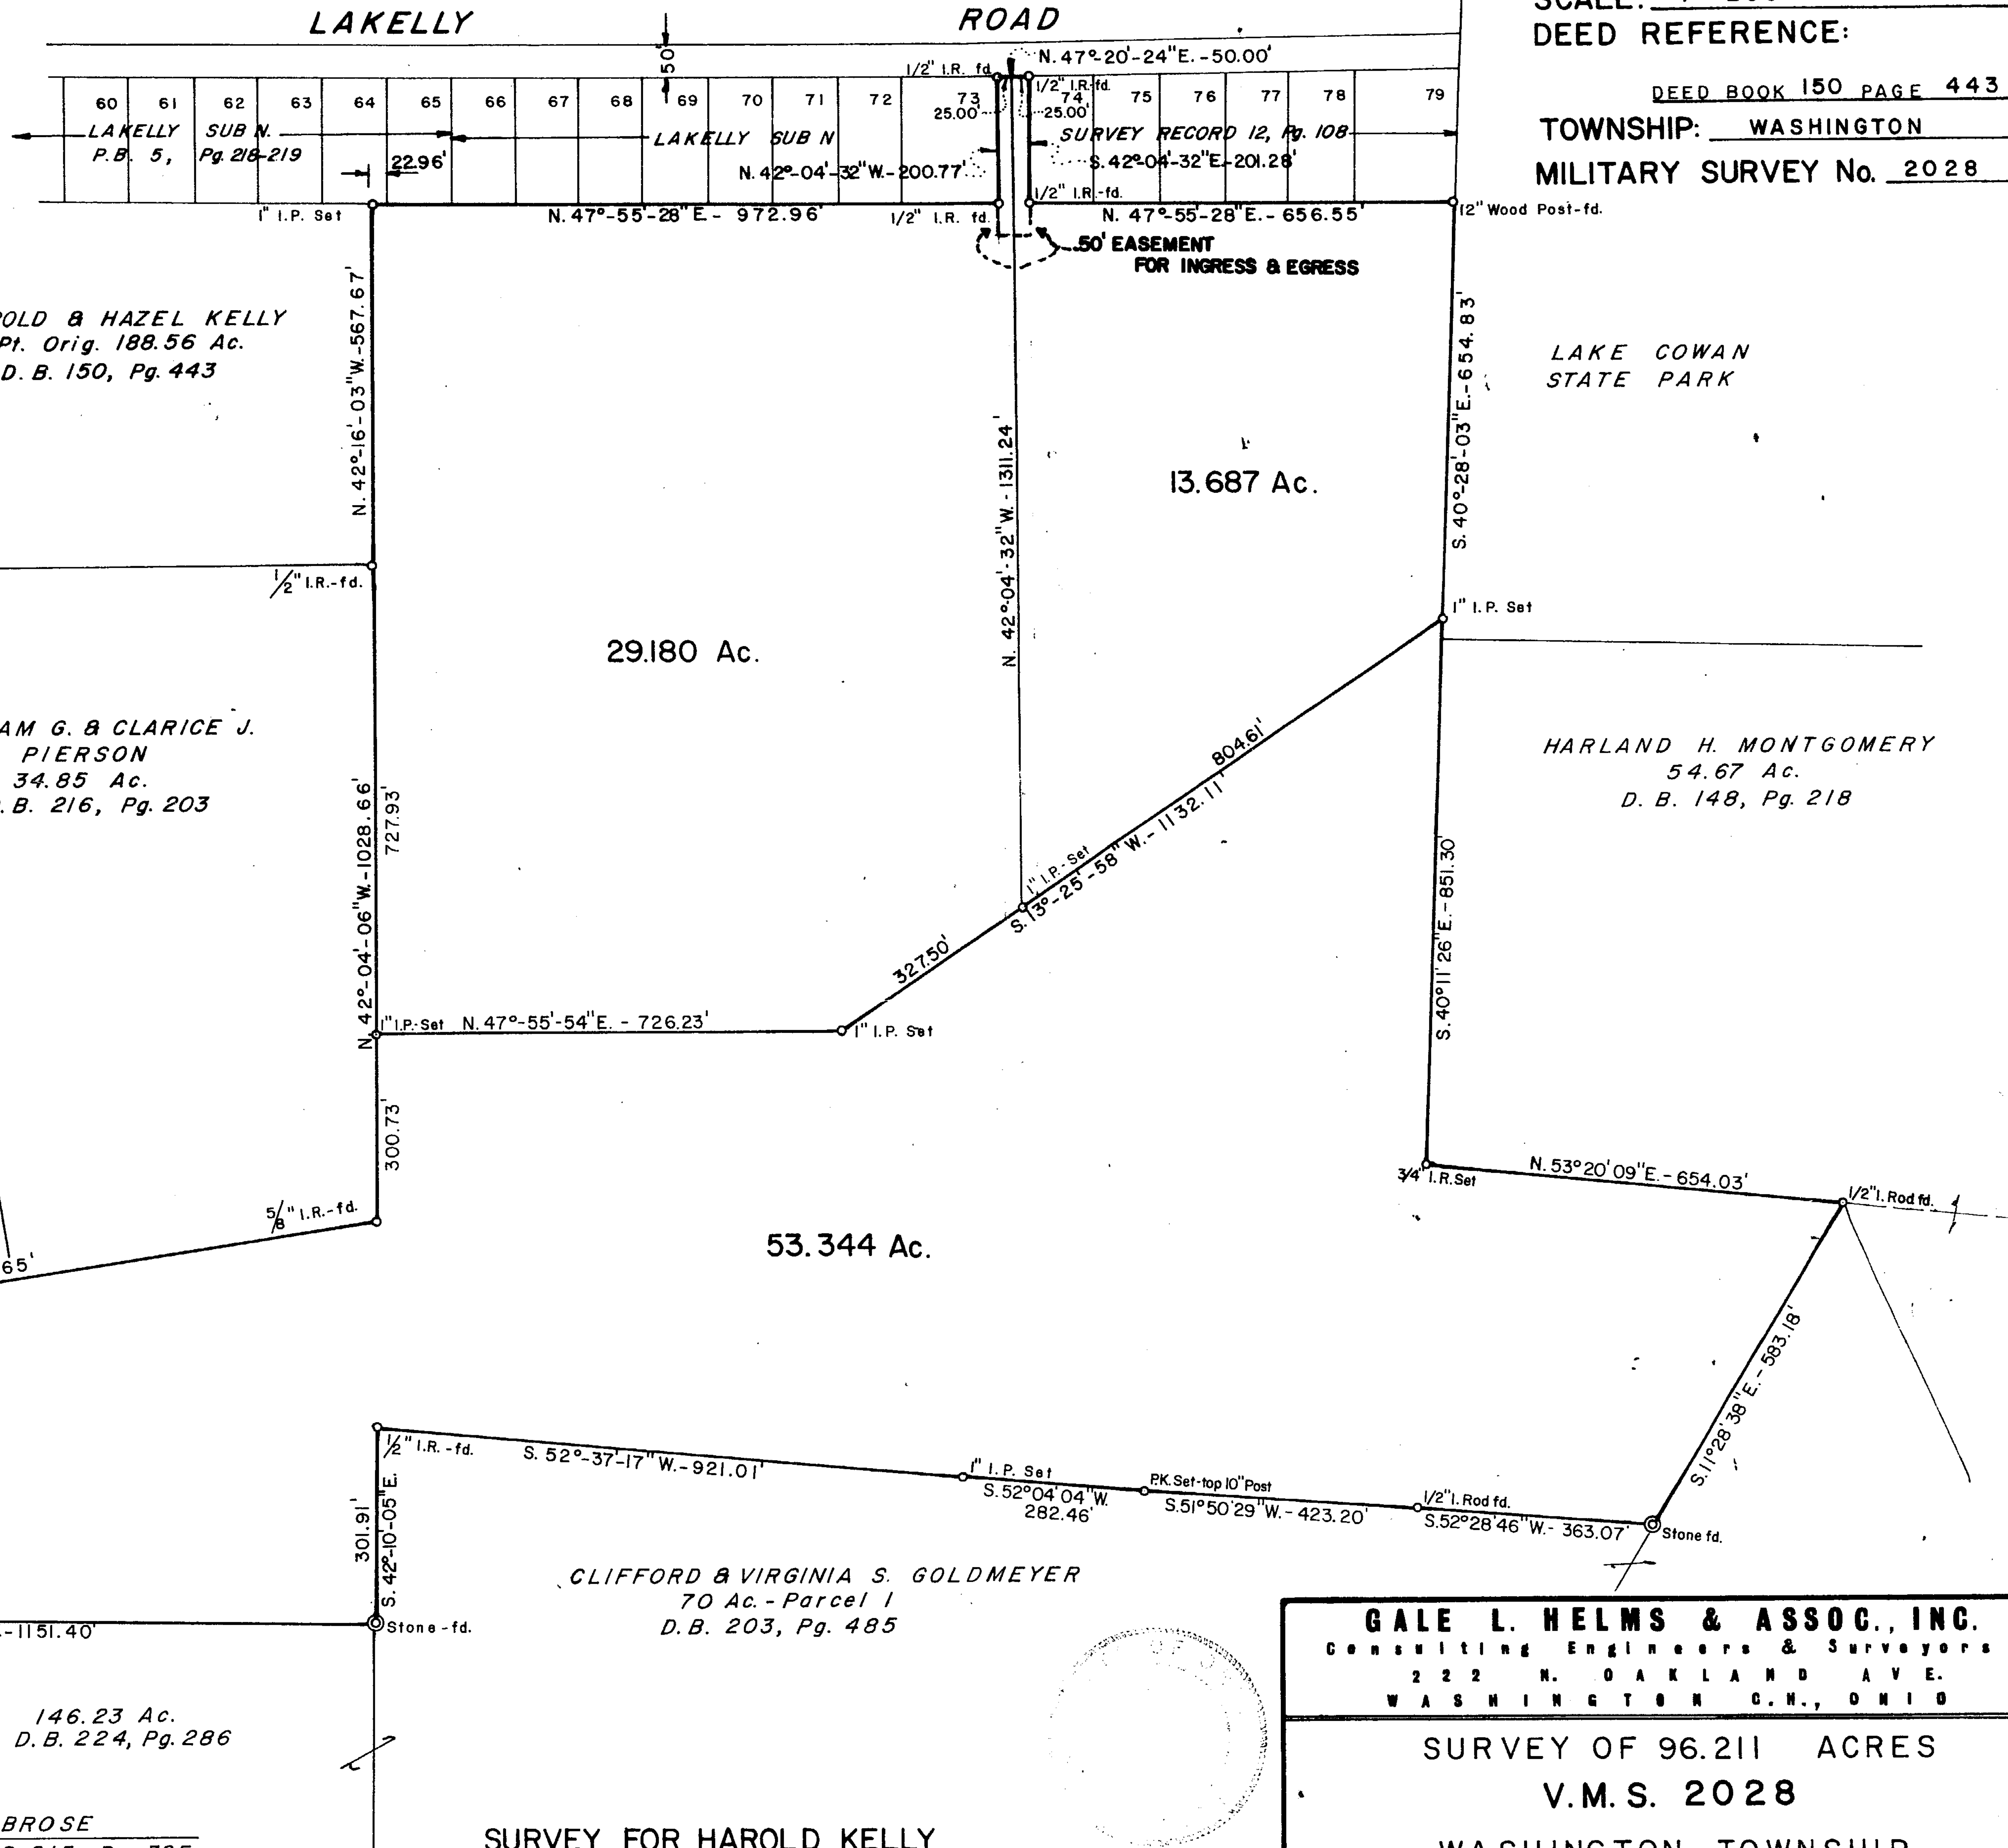 LAKELLY ROAD
50'
N. 47°-20'-24"E.-50.00'
1/2" I.R. fd.
1/2" I.R.-fd.
60 61 62 63 64 65 66 67 68 69 70 71 72 73 74 75 76 77 78 79
25.00' 25.00'
LAKELLY SUB N.
P.B. 5, Pg. 218-219
LAKELLY SUB N
SURVEY RECORD 12, Pg. 108
22.96'
N. 42°-04'-32"W.-200.77'
S. 42°-04'-32"E.-201.28'
1" I.P. Set
N. 47°-55'-28"E.- 972.96'
1/2" I.R. fd.
1/2" I.R.-fd.
N. 47°-55'-28"E.-656.55'
12" Wood Post-fd.
50' EASEMENT
FOR INGRESS & EGRESS
DEED REFERENCE:
DEED BOOK 150 PAGE 443
TOWNSHIP: WASHINGTON
MILITARY SURVEY No. 2028
OLD & HAZEL KELLY
Pt. Orig. 188.56 Ac.
D.B. 150, Pg. 443
N. 42°-16'-03"W.-567.67'
N. 42°-04'-32"W.-1311.24'
S. 40°-28'-03"E.-654.83'
LAKE COWAN
STATE PARK
13.687 Ac.
1/2" I.R.-fd.
29.180 Ac.
1" I.P. Set
AM G. & CLARICE J.
PIERSON
34.85 Ac.
.B. 216, Pg. 203
N 42°-04'-06"W.-1028.66'
727.93'
804.61'
S. 13°-25'-58" W.-1132.11'
1" I.P.-Set
327.50'
HARLAND H. MONTGOMERY
54.67 Ac.
D. B. 148, Pg. 218
S. 40°11'26"E.-851.30'
1" I.P.-Set
N. 47°-55'-54"E. - 726.23'
1" I.P. Set
300.73'
3/4" I.R. Set
N. 53°20'09"E.-654.03'
1/2" I. Rod fd.
5/8" I.R.-fd.
65'
53.344 Ac.
S. 11°28'38"E.-583.18'
1/2" I.R.-fd.
S. 52°-37'-17" W.-921.01'
1" I.P. Set
S. 52°04'04"W.
282.46'
P.K. Set-top 10" Post
S. 51°50'29"W.-423.20'
1/2" I. Rod fd.
S. 52°28'46"W.- 363.07'
Stone fd.
301.91'
S. 42°-10'-05"E.
.-1151.40'
Stone-fd.
CLIFFORD & VIRGINIA S. GOLDMEYER
70 Ac.-Parcel 1
D.B. 203, Pg. 485
146.23 Ac.
D.B. 224, Pg. 286
BROSE
SURVEY FOR HAROLD KELLY
GALE L. HELMS & ASSOC., INC.
Consulting Engineers & Surveyors
222 N. OAKLAND AVE.
WASHINGTON C.H., OHIO
SURVEY OF 96.211 ACRES
V.M.S. 2028
WASHINGTON TOWNSHIP